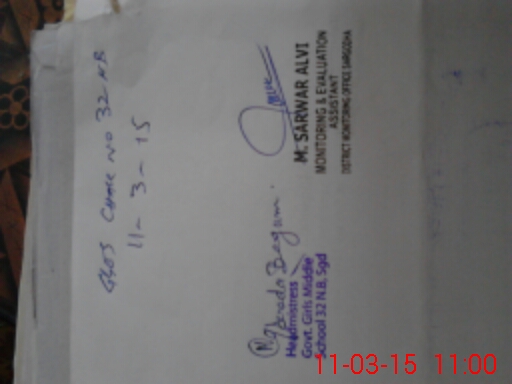 CHAK NO 32 NB
11-3-15
M. SARWAR ALVI
MONITORING & EVALUATION
ASSISTANT
DISTRICT MONITORING OFFICE SARGODHA
Begum.
Headmistress
Govt. Girls Middle
School 32 N.B, Sgd
11-03-15 11:00